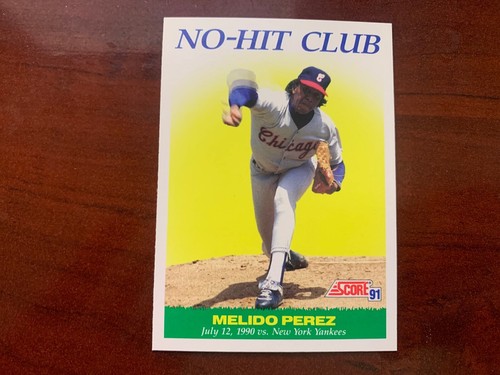 NO-HIT CLUB
Chicago
SCORE 91
MELIDO PEREZ
July 12, 1990 vs. New York Yankees